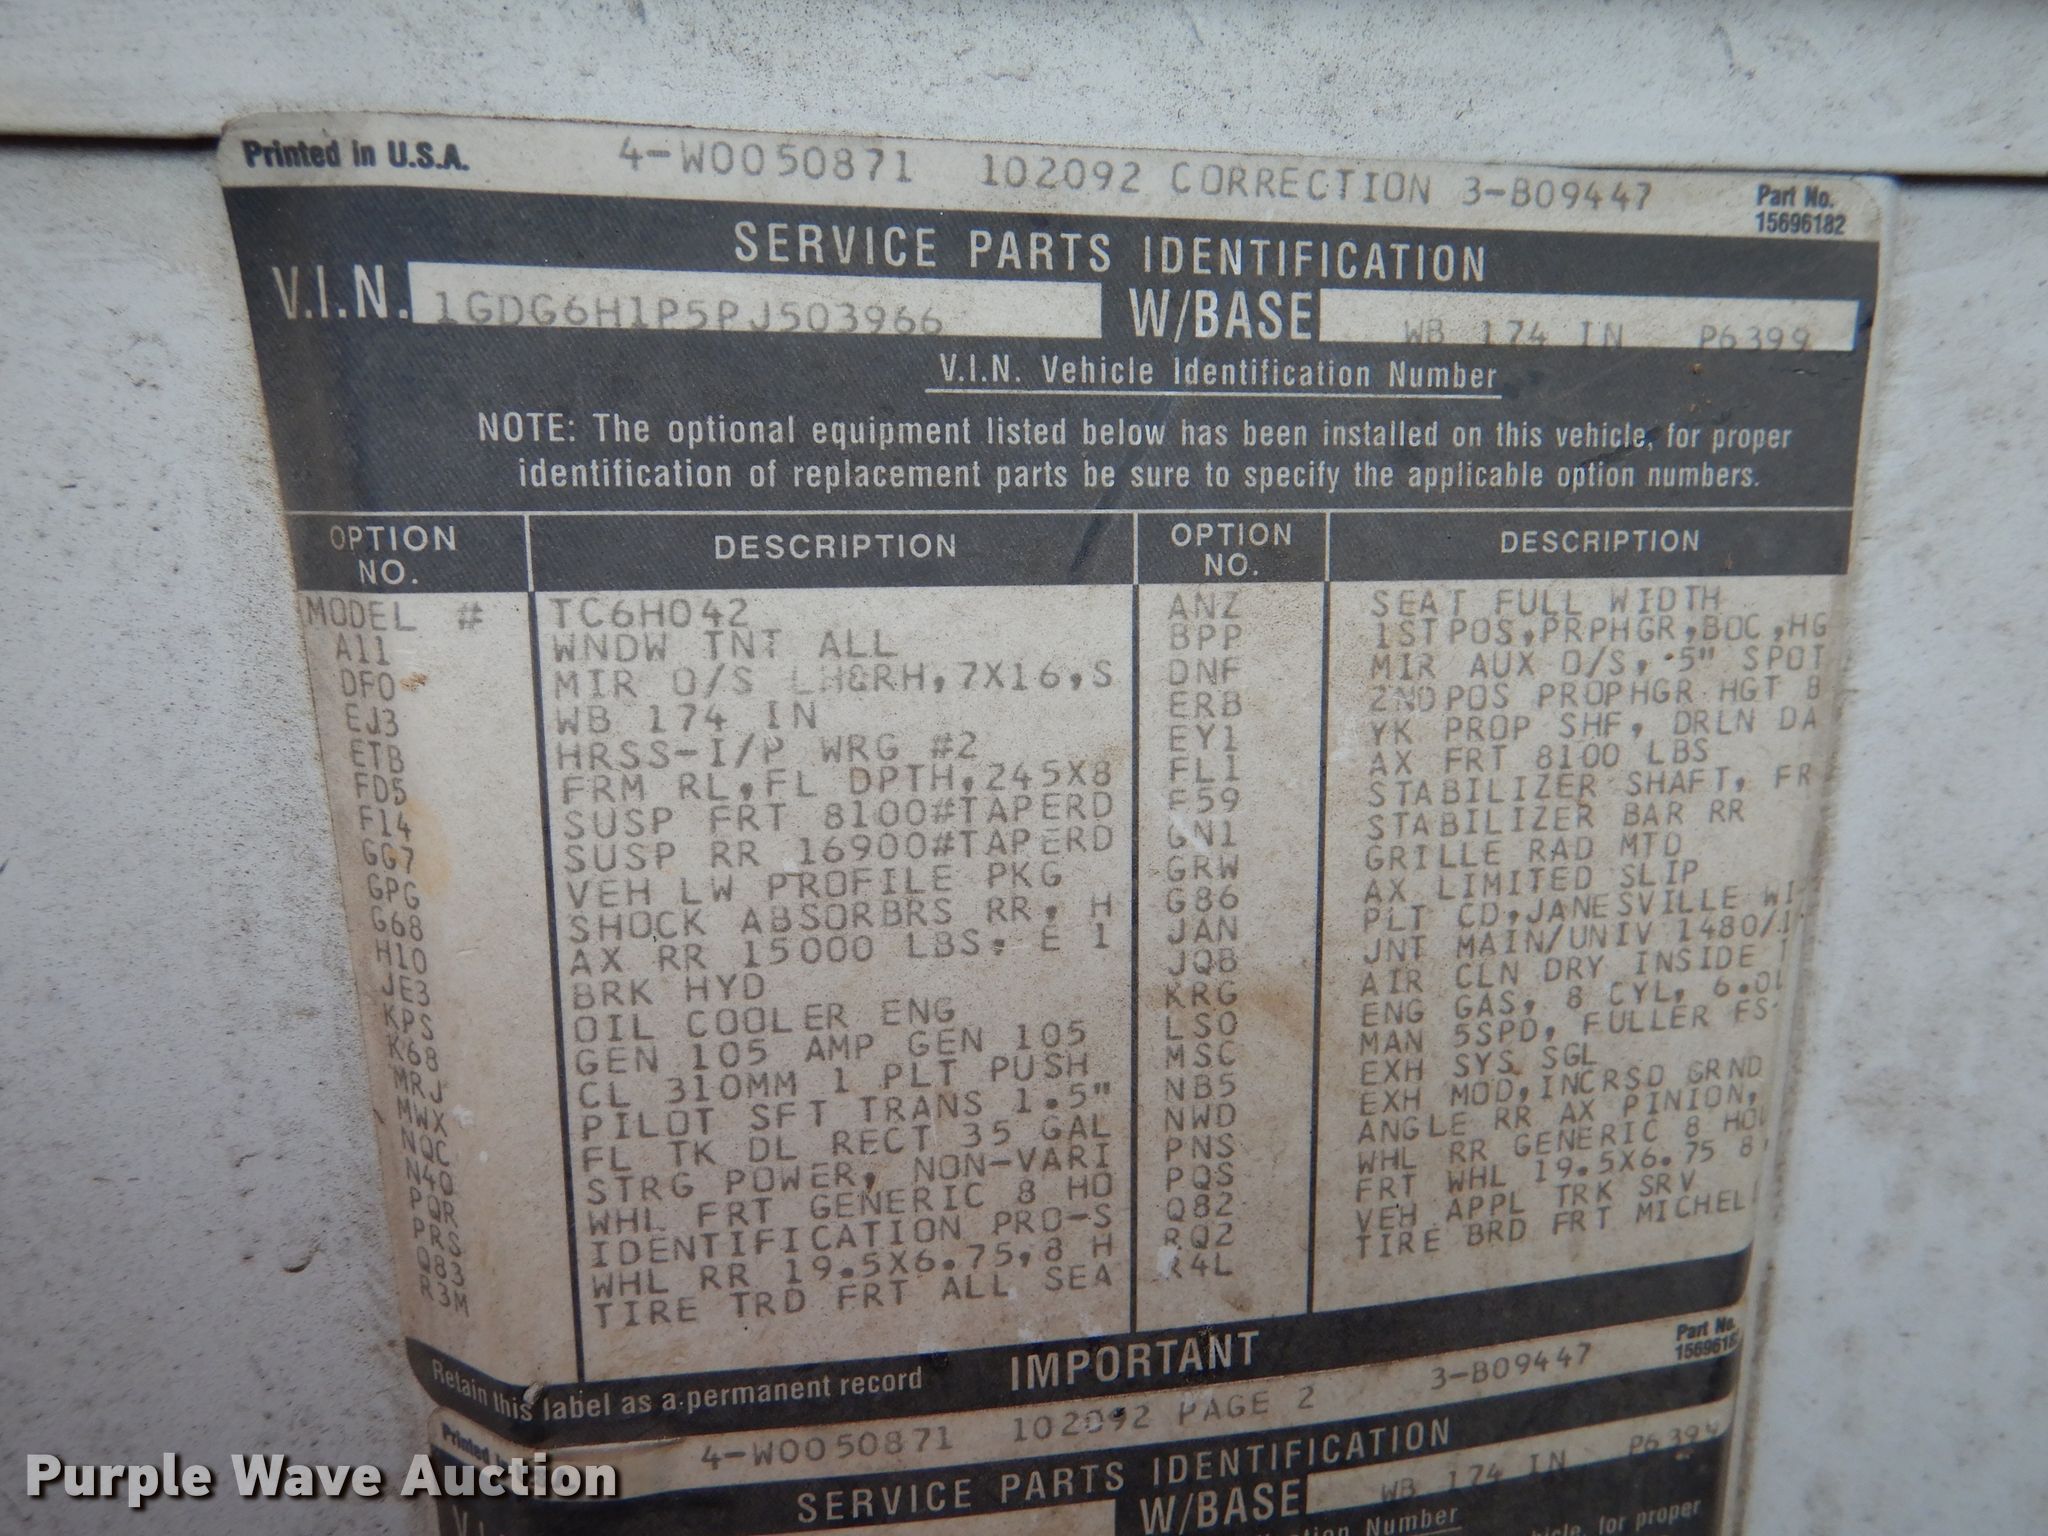 Printed in U.S.A. 4-W0050871 102092 CORRECTION 3-B09447 Part No. 15696182
SERVICE PARTS IDENTIFICATION
V.I.N. 1GDG6H1P5PJ503966 W/BASE WB 174 IN P6399
V.I.N. Vehicle Identification Number
NOTE: The optional equipment listed below has been installed on this vehicle, for proper
identification of replacement parts be sure to specify the applicable option numbers.
OPTION NO. DESCRIPTION OPTION NO. DESCRIPTION
MODEL # TC6H042
A11 WNDW TNT ALL
DF0 MIR O/S LH&RH,7X16,S
EJ3 WB 174 IN
ETB HRSS-I/P WRG #2
FD5 FRM RL,FL DPTH,245X8
F14 SUSP FRT 8100#TAPERD
GG7 SUSP RR 16900#TAPERD
GPG VEH LW PROFILE PKG
G68 SHOCK ABSORBRS RR, H
H10 AX RR 15000 LBS, E 1
JE3 BRK HYD
KPS OIL COOLER ENG
K68 GEN 105 AMP GEN 105
MRJ CL 310MM 1 PLT PUSH
MWX PILOT SFT TRANS 1.5"
NQC FL TK DL RECT 35 GAL
N40 STRG POWER, NON-VARI
PQR WHL FRT GENERIC 8 HO
PRS IDENTIFICATION PRO-S
Q83 WHL RR 19.5X6.75,8 H
R3M TIRE TRD FRT ALL SEA
ANZ SEAT FULL WIDTH
BPP 1STPOS,PRPHGR,BOC,HG
DNF MIR AUX O/S, 5" SPOT
ERB 2NDPOS PROPHGR HGT 8
EY1 YK PROP SHF, DRLN DA
FL1 AX FRT 8100 LBS
F59 STABILIZER SHAFT, FR
GN1 STABILIZER BAR RR
GRW GRILLE RAD MTD
G86 AX LIMITED SLIP
JAN PLT CD,JANESVILLE WI
JQB JNT MAIN/UNIV 1480/1
KRG AIR CLN DRY INSIDE
LS0 ENG GAS, 8 CYL, 6.0L
MSC MAN 5SPD, FULLER FS-
NB5 EXH SYS SGL
NWD EXH MOD,INCRSD GRND
PNS ANGLE RR AX PINION,
PQS WHL RR GENERIC 8 HO
Q82 FRT WHL 19.5X6.75 8
RQ2 VEH APPL TRK SRV
R4L TIRE BRD FRT MICHEL
Retain this label as a permanent record IMPORTANT
Printed in 4-W0050871 102092 PAGE 2 3-B09447 Part No.
SERVICE PARTS IDENTIFICATION
W/BASE WB 174 IN P6399
Number
for proper
Purple Wave Auction